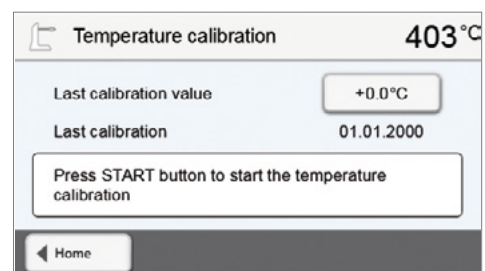 Temperature calibration 403°C
Last calibration value +0.0°C
Last calibration 01.01.2000
Press START button to start the temperature
calibration
Home